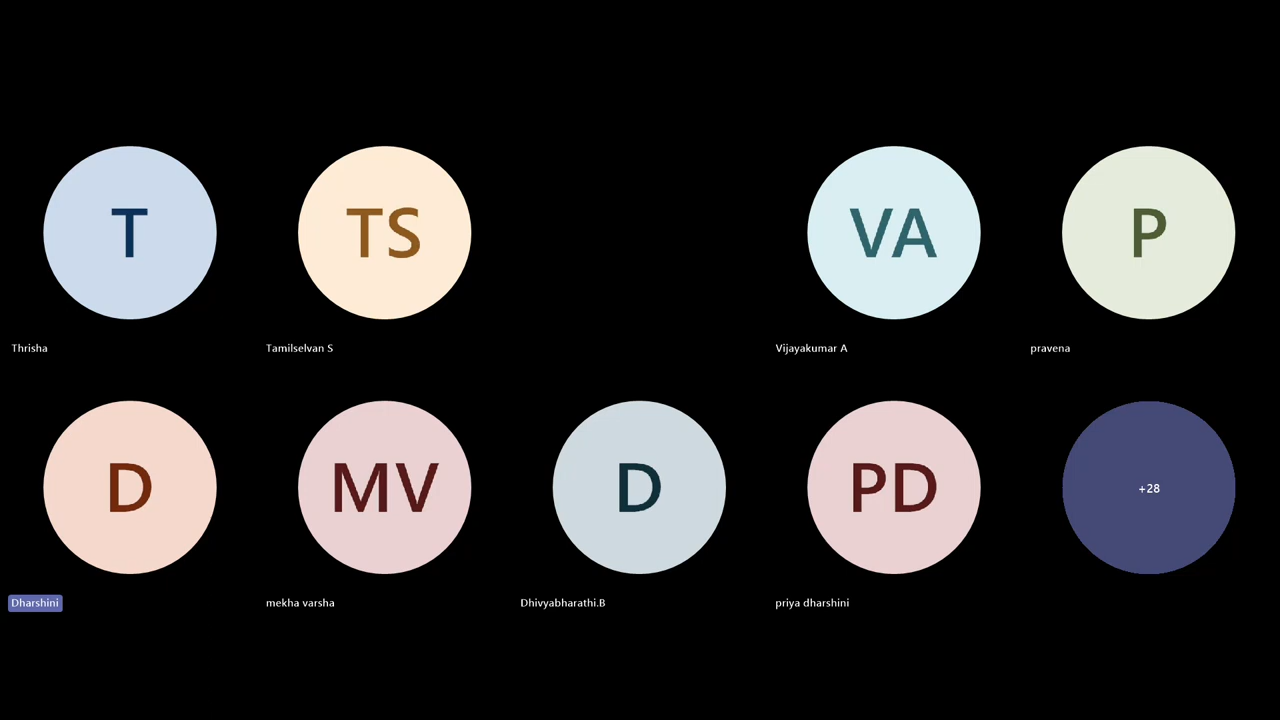 T
TS
VA
P
Thrisha
Tamilselvan S
Vijayakumar A
pravena
D
MV
D
PD
+28
Dharshini
mekha varsha
Dhivyabharathi.B
priya dharshini